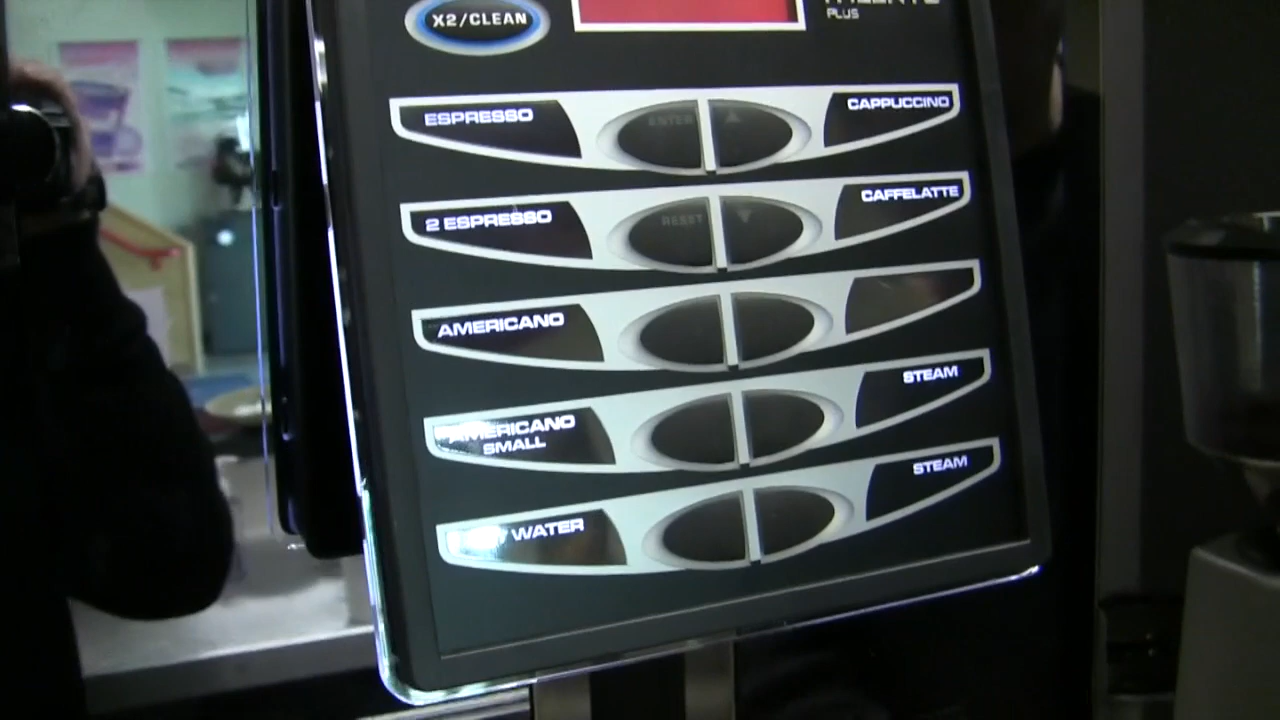 X2/CLEAN
PLUS
ESPRESSO
ENTER
▲
CAPPUCCINO
2 ESPRESSO
RESET
▼
CAFFELATTE
AMERICANO
AMERICANO
SMALL
STEAM
WATER
STEAM